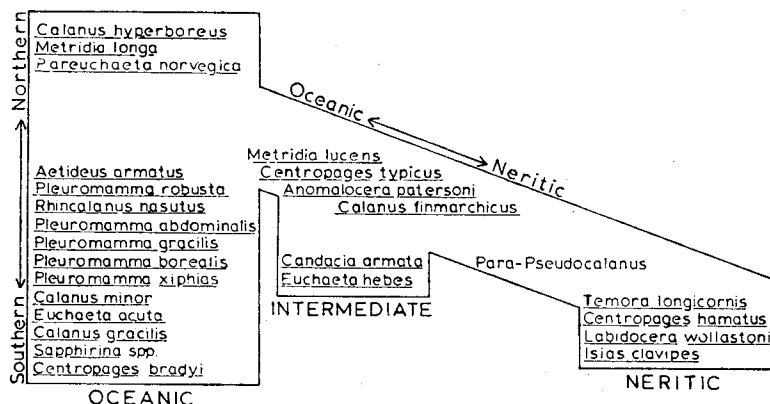 Northern
Southern
Calanus hyperboreus
Metridia longa
Pareuchaeta norvegica
Oceanic
Neritic
Metridia lucens
Centropages typicus
Anomalocera patersoni
Calanus finmarchicus
Aetideus armatus
Pleuromamma robusta
Rhincalanus nasutus
Pleuromamma abdominalis
Pleuromamma gracilis
Pleuromamma borealis
Pleuromamma xiphias
Calanus minor
Euchaeta acuta
Calanus gracilis
Sapphirina spp.
Centropages bradyi
OCEANIC
Candacia armata
Euchaeta hebes
INTERMEDIATE
Para-Pseudocalanus
Temora longicornis
Centropages hamatus
Labidocera wollastoni
Isias clavipes
NERITIC